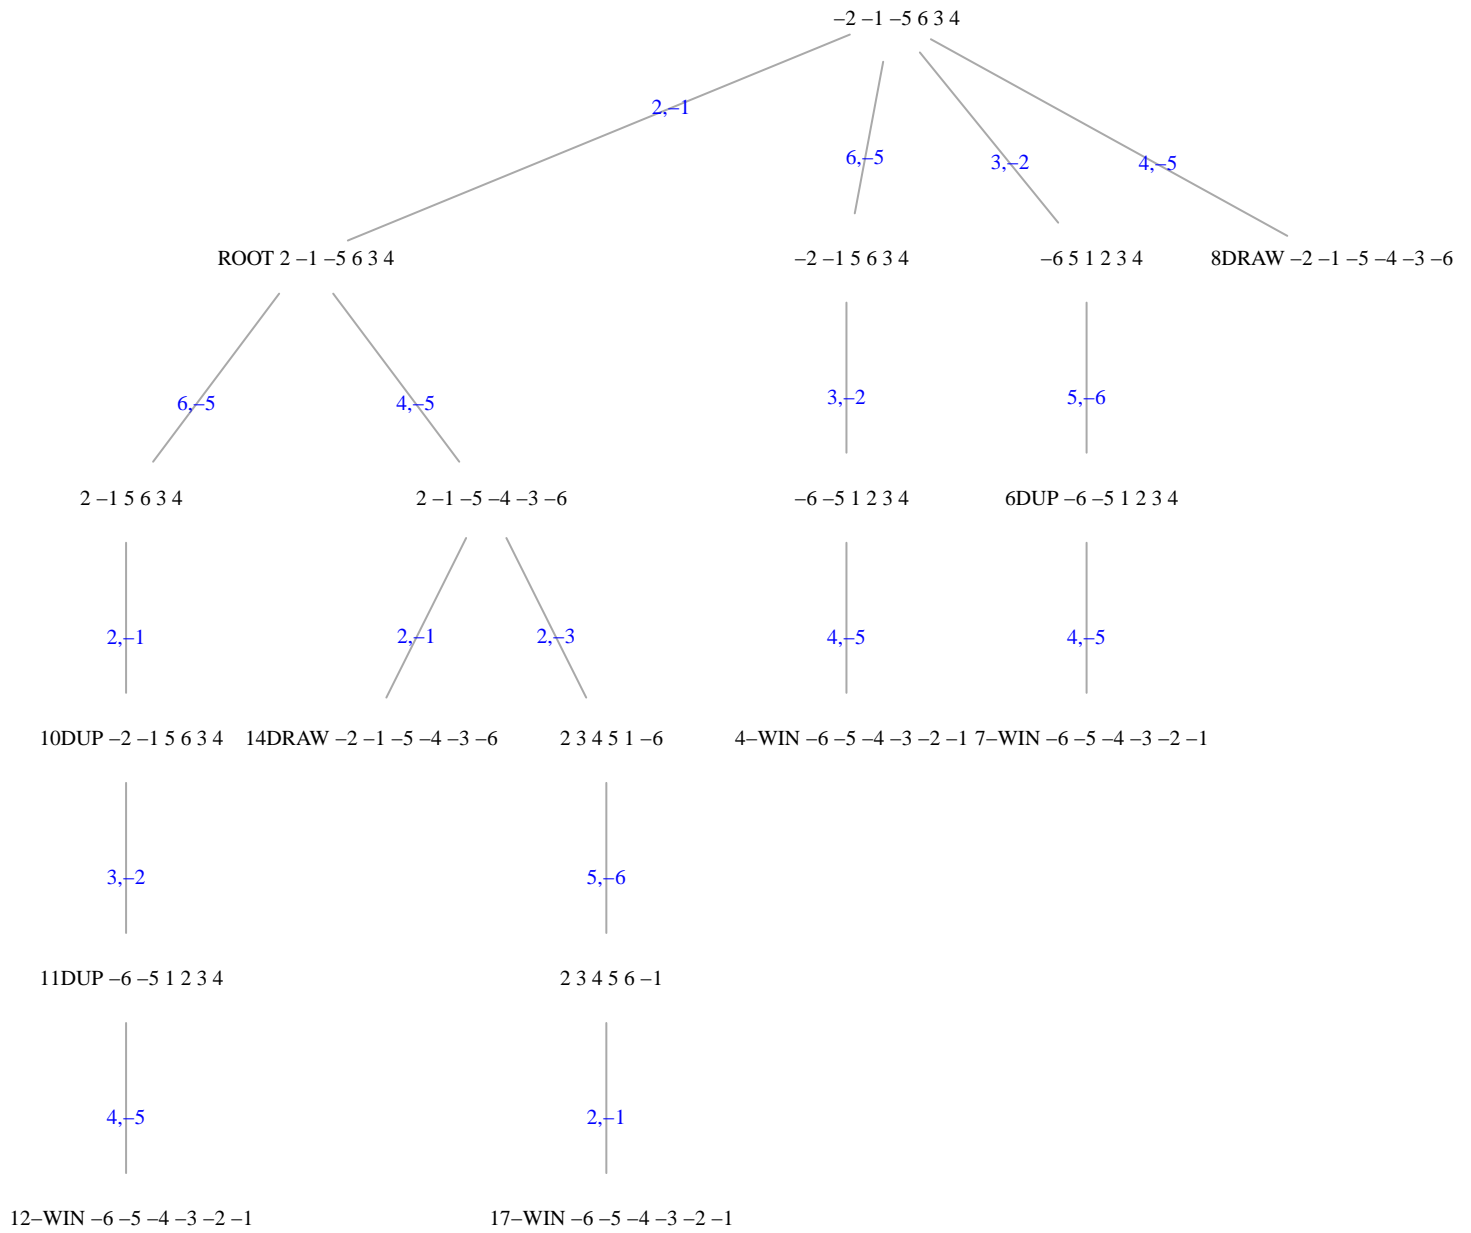 –2 –1 –5 6 3 4
2,–1
6,–5
3,–2
4,–5
ROOT 2 –1 –5 6 3 4
–2 –1 5 6 3 4
–6 5 1 2 3 4
8DRAW –2 –1 –5 –4 –3 –6
6,–5
4,–5
3,–2
5,–6
2 –1 5 6 3 4
2 –1 –5 –4 –3 –6
–6 –5 1 2 3 4
6DUP –6 –5 1 2 3 4
2,–1
2,–1
2,–3
4,–5
4,–5
10DUP –2 –1 5 6 3 4
14DRAW –2 –1 –5 –4 –3 –6
2 3 4 5 1 –6
4–WIN –6 –5 –4 –3 –2 –1
7–WIN –6 –5 –4 –3 –2 –1
3,–2
5,–6
11DUP –6 –5 1 2 3 4
2 3 4 5 6 –1
4,–5
2,–1
12–WIN –6 –5 –4 –3 –2 –1
17–WIN –6 –5 –4 –3 –2 –1